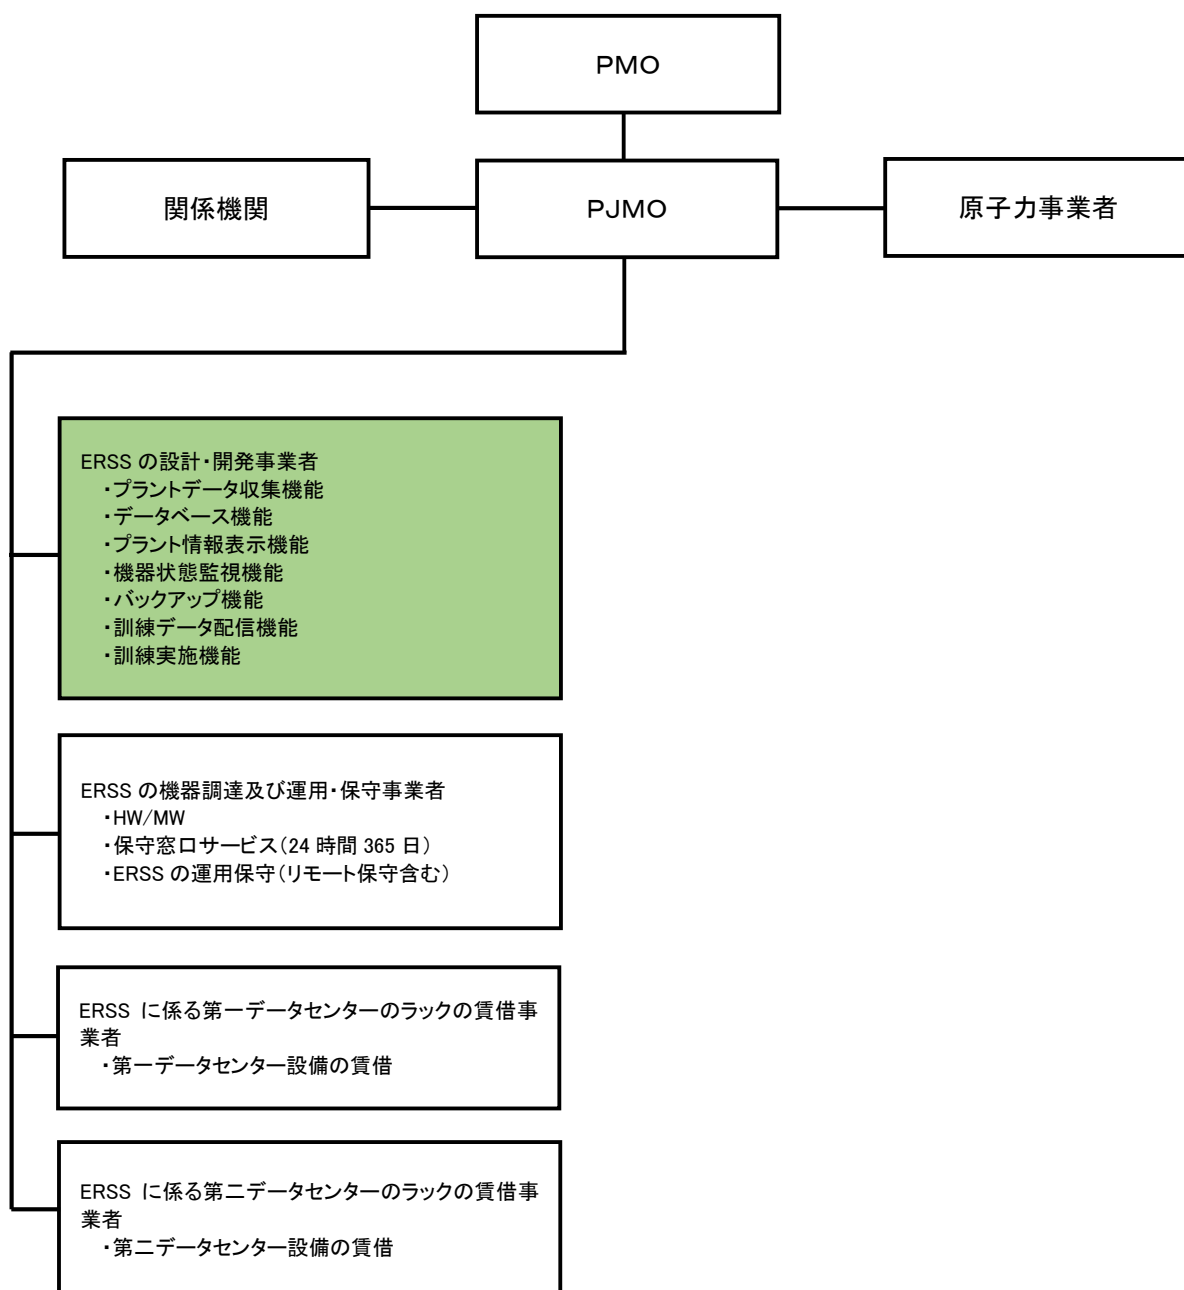 PMO
関係機関
PJMO
原子力事業者
ERSS の設計・開発事業者
・プラントデータ収集機能
・データベース機能
・プラント情報表示機能
・機器状態監視機能
・バックアップ機能
・訓練データ配信機能
・訓練実施機能
ERSS の機器調達及び運用・保守事業者
・HW/MW
・保守窓口サービス(24 時間 365 日)
・ERSS の運用保守(リモート保守含む)
ERSS に係る第一データセンターのラックの賃借事
業者
・第一データセンター設備の賃借
ERSS に係る第二データセンターのラックの賃借事
業者
・第二データセンター設備の賃借